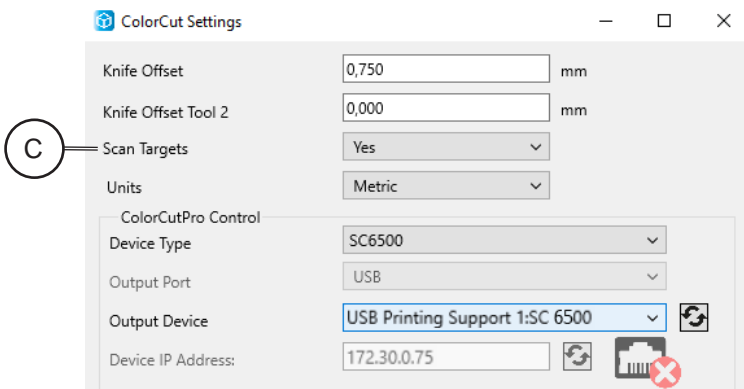 ColorCut Settings
Knife Offset 0,750 mm
Knife Offset Tool 2 0,000 mm
C Scan Targets Yes
Units Metric
ColorCutPro Control
Device Type SC6500
Output Port USB
Output Device USB Printing Support 1:SC 6500
Device IP Address: 172.30.0.75